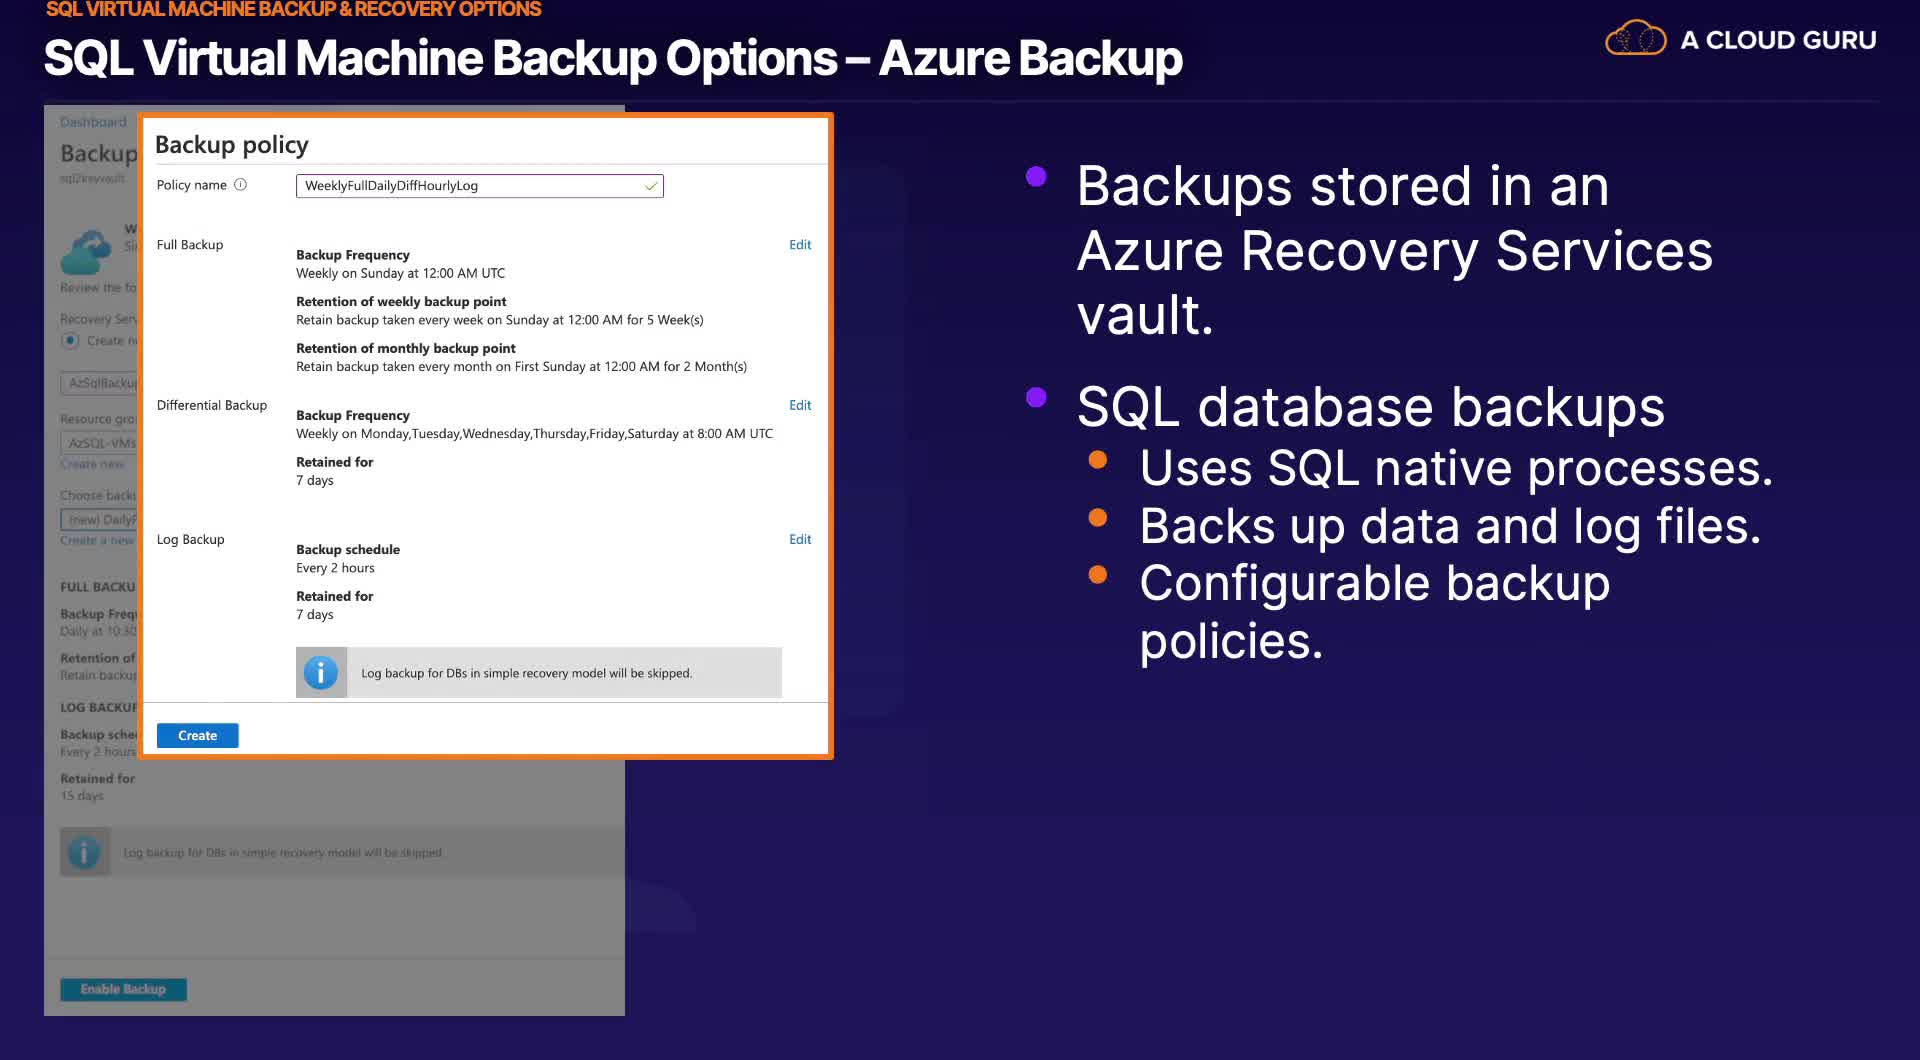 SQL VIRTUAL MACHINE BACKUP & RECOVERY OPTIONS
SQL Virtual Machine Backup Options – Azure Backup
A CLOUD GURU
Dashboard
Backup
sql2keyvault
Review the fo
Recovery Serv
Create n
AzSqlBackup
Resource gro
AzSQL-VMs
Create new
Choose backu
(new) DailyF
Create a new
FULL BACKU
Backup Frequ
Daily at 10:30
Retention of
Retain backup
LOG BACKUP
Backup sche
Every 2 hours
Retained for
15 days
Log backup for DBs in simple recovery model will be skipped.
Enable Backup
Backup policy
Policy name
WeeklyFullDailyDiffHourlyLog
Full Backup
Edit
Backup Frequency
Weekly on Sunday at 12:00 AM UTC
Retention of weekly backup point
Retain backup taken every week on Sunday at 12:00 AM for 5 Week(s)
Retention of monthly backup point
Retain backup taken every month on First Sunday at 12:00 AM for 2 Month(s)
Differential Backup
Edit
Backup Frequency
Weekly on Monday,Tuesday,Wednesday,Thursday,Friday,Saturday at 8:00 AM UTC
Retained for
7 days
Log Backup
Edit
Backup schedule
Every 2 hours
Retained for
7 days
Log backup for DBs in simple recovery model will be skipped.
Create
Backups stored in an
Azure Recovery Services
vault.
SQL database backups
Uses SQL native processes.
Backs up data and log files.
Configurable backup
policies.